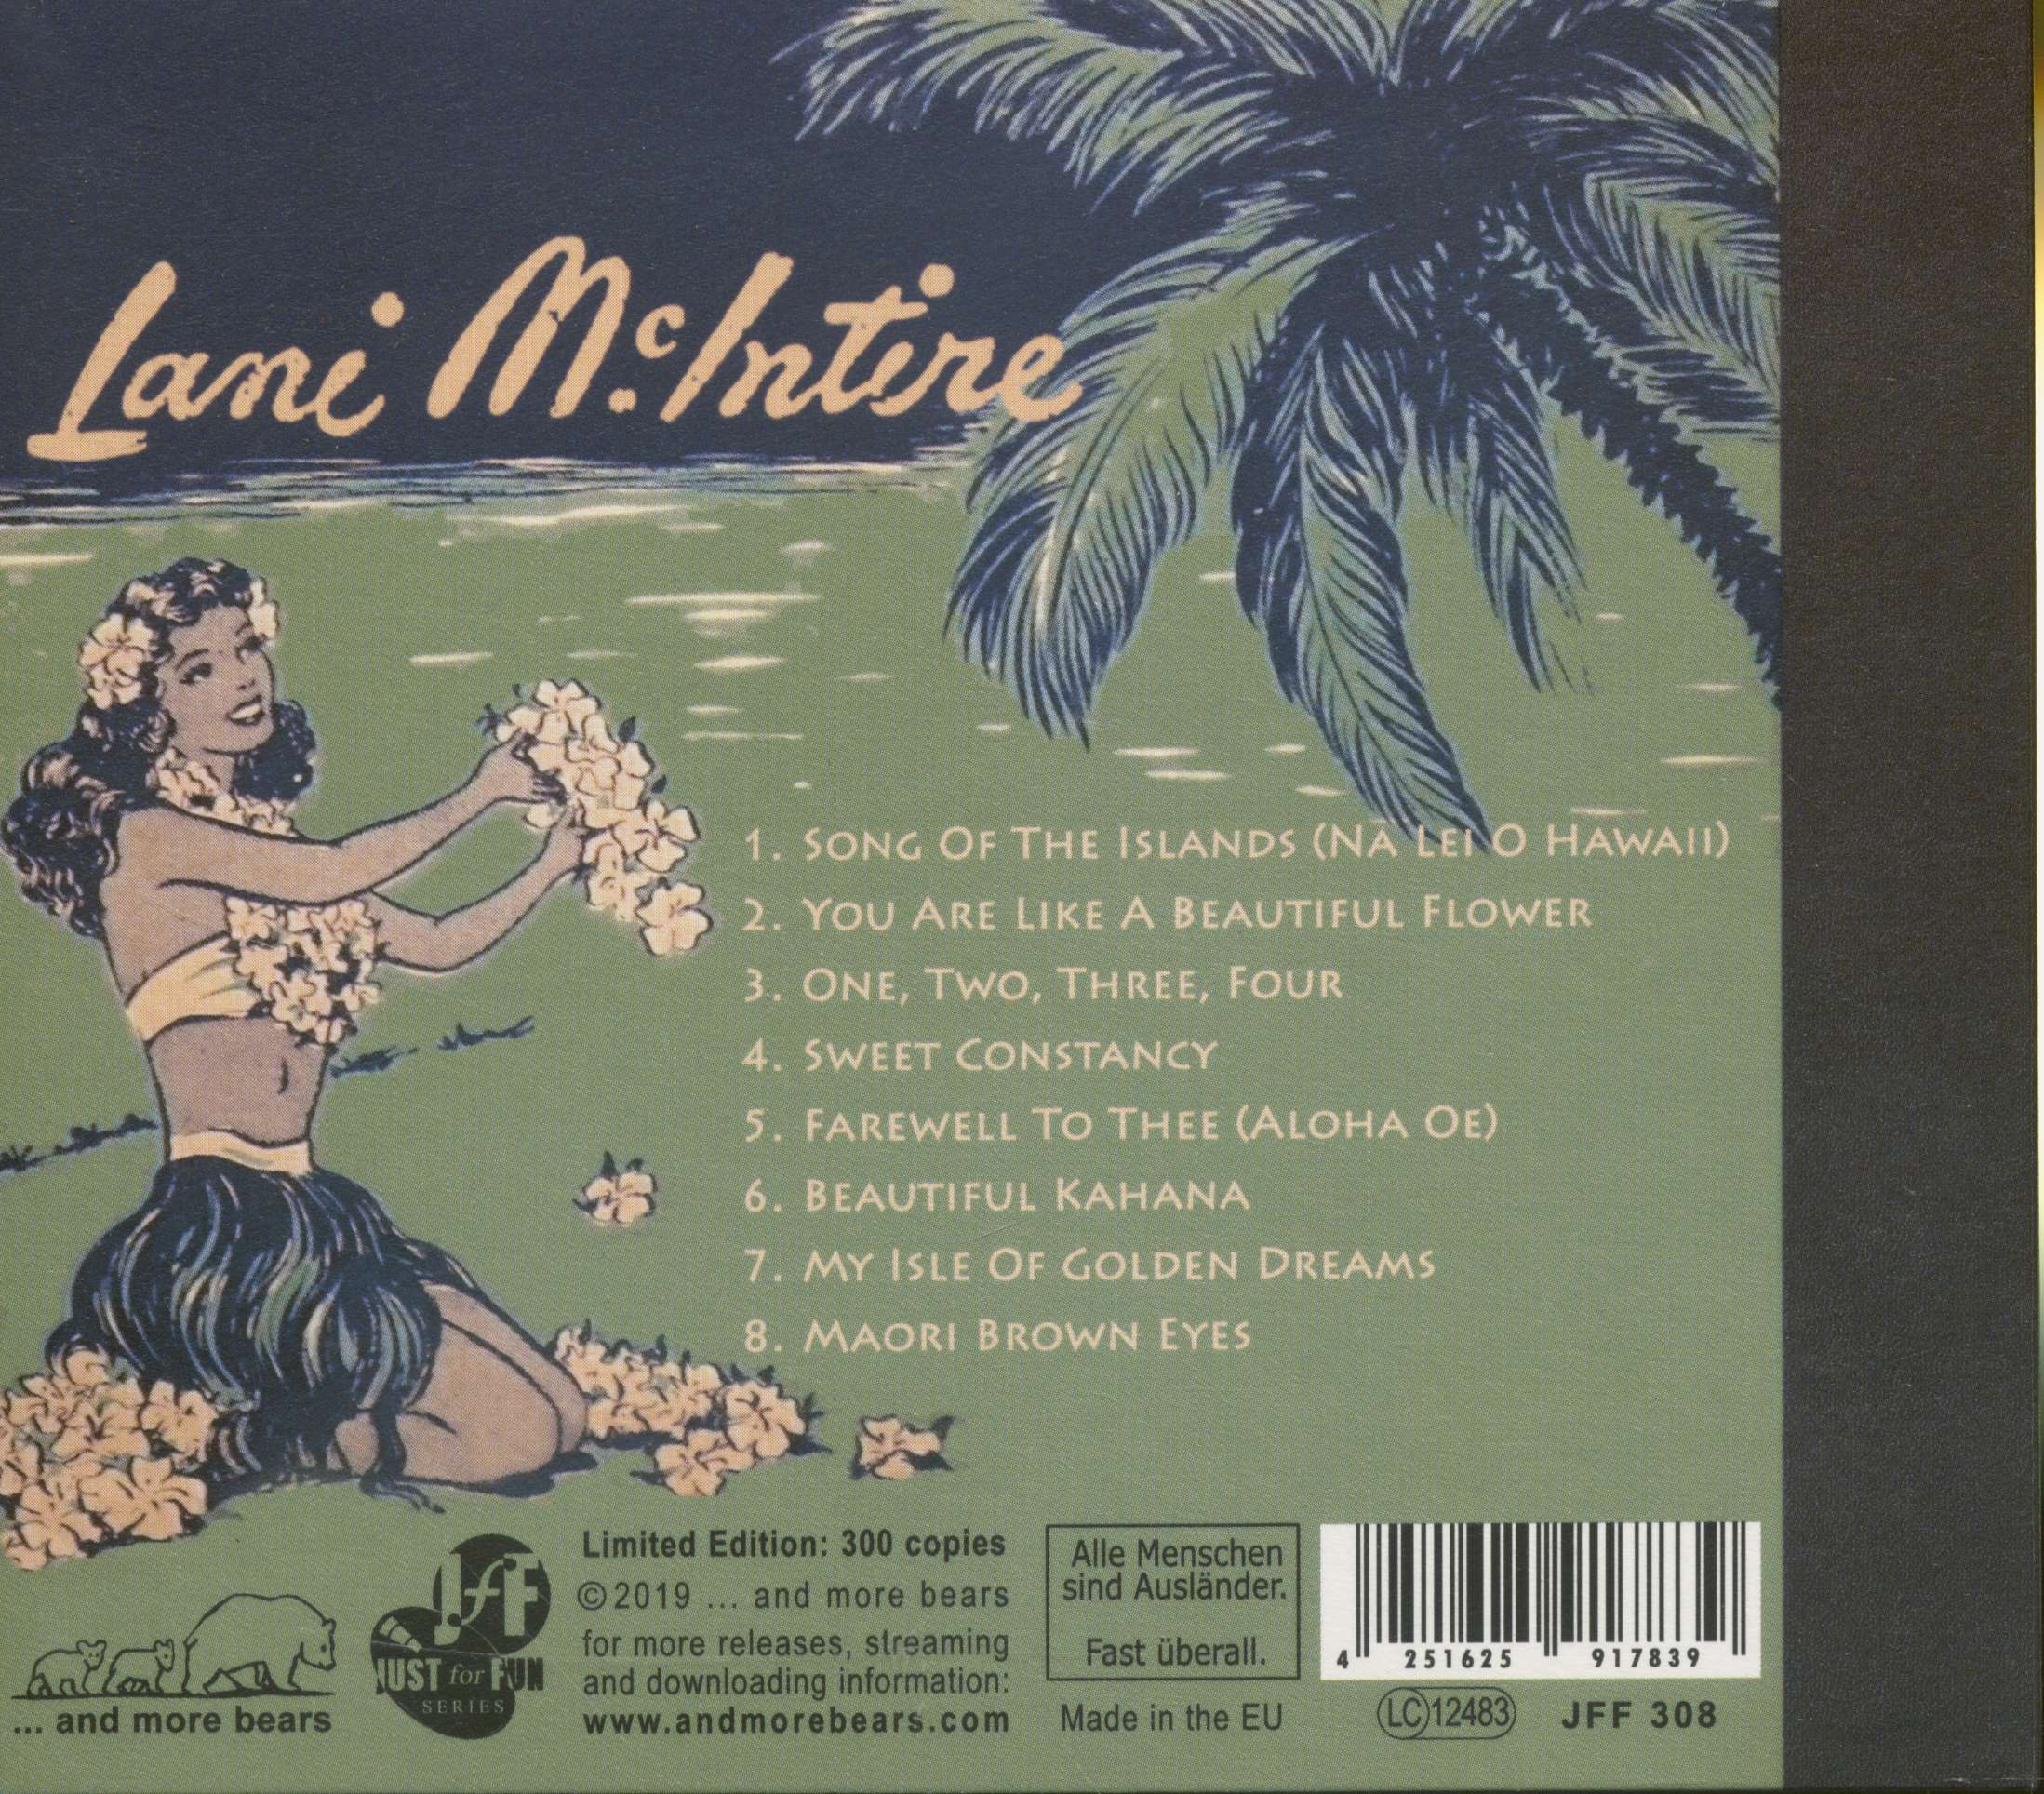 Lani McIntire
1. Song Of The Islands (Na Lei O Hawaii)
2. You Are Like A Beautiful Flower
3. One, Two, Three, Four
4. Sweet Constancy
5. Farewell To Thee (Aloha Oe)
6. Beautiful Kahana
7. My Isle Of Golden Dreams
8. Maori Brown Eyes
... and more bears
JfF
JUST for FUN
SERIES
Limited Edition: 300 copies
©2019 ... and more bears
for more releases, streaming
and downloading information:
www.andmorebears.com
Alle Menschen
sind Ausländer.
Fast überall.
Made in the EU
4 251625 917839
LC 12483
JFF 308